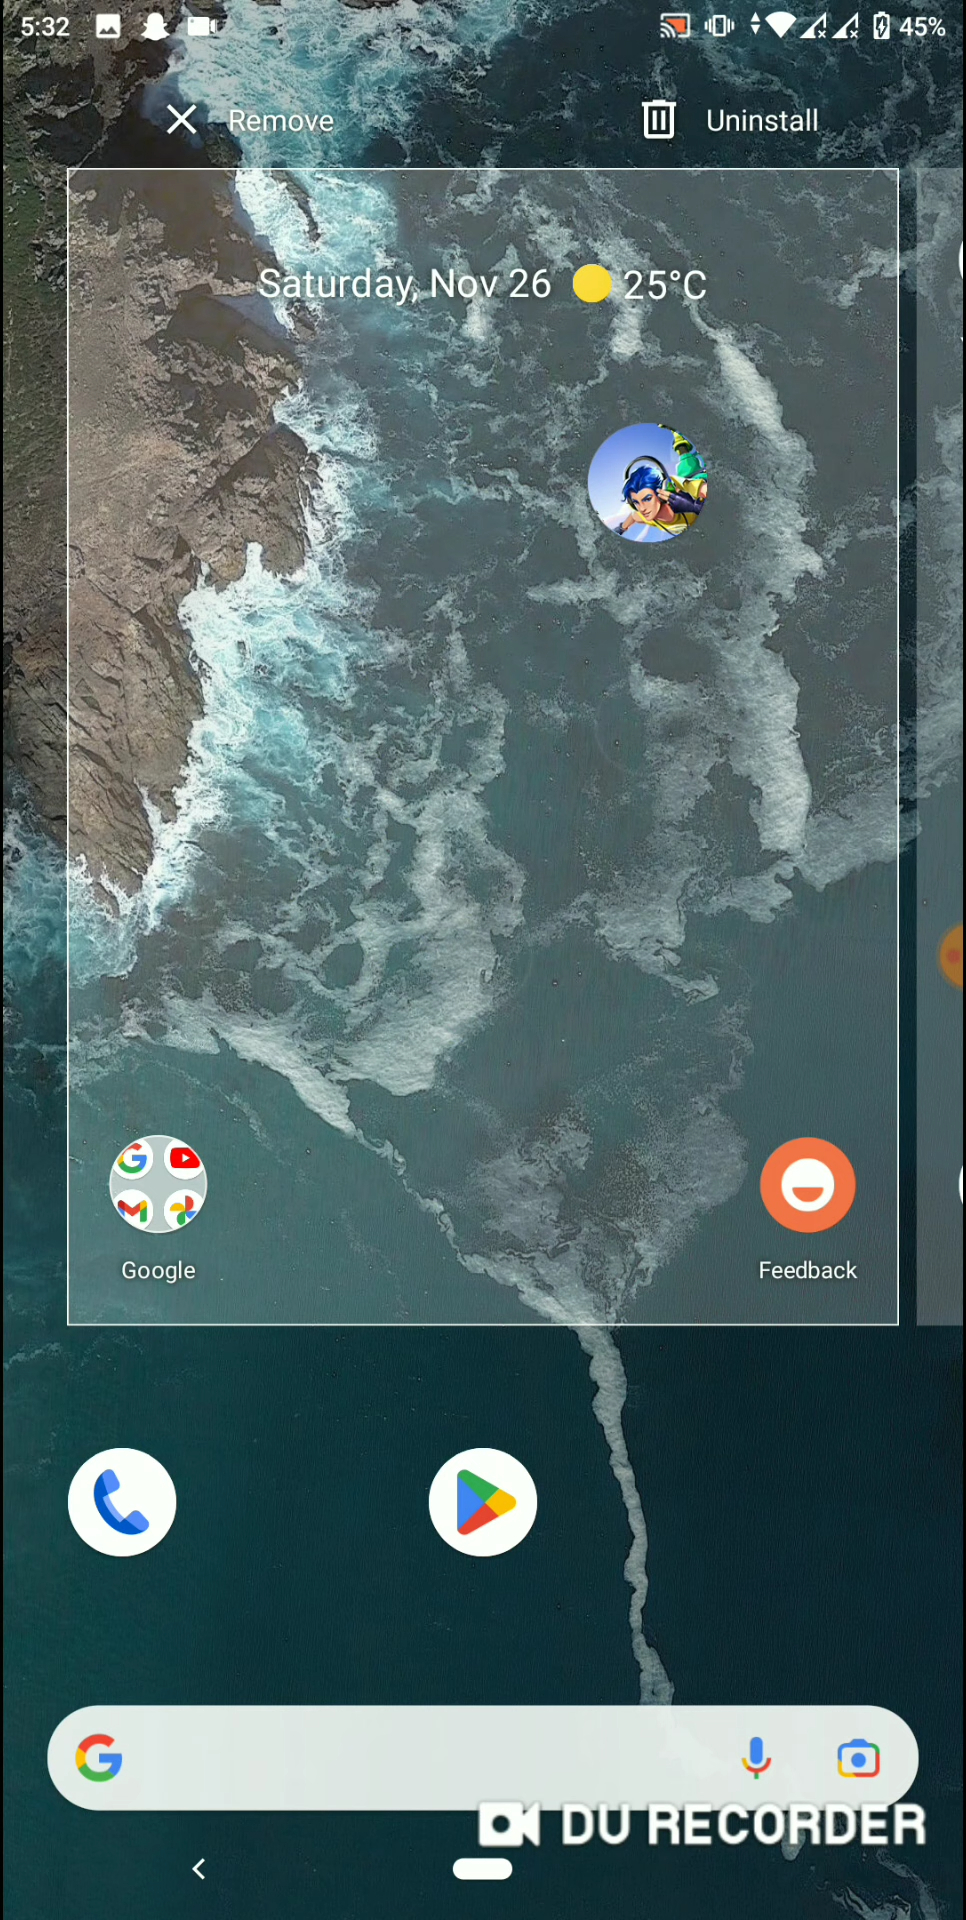 5:32 45%
Remove Uninstall
Saturday, Nov 26 25°C
Google Feedback
DU RECORDER